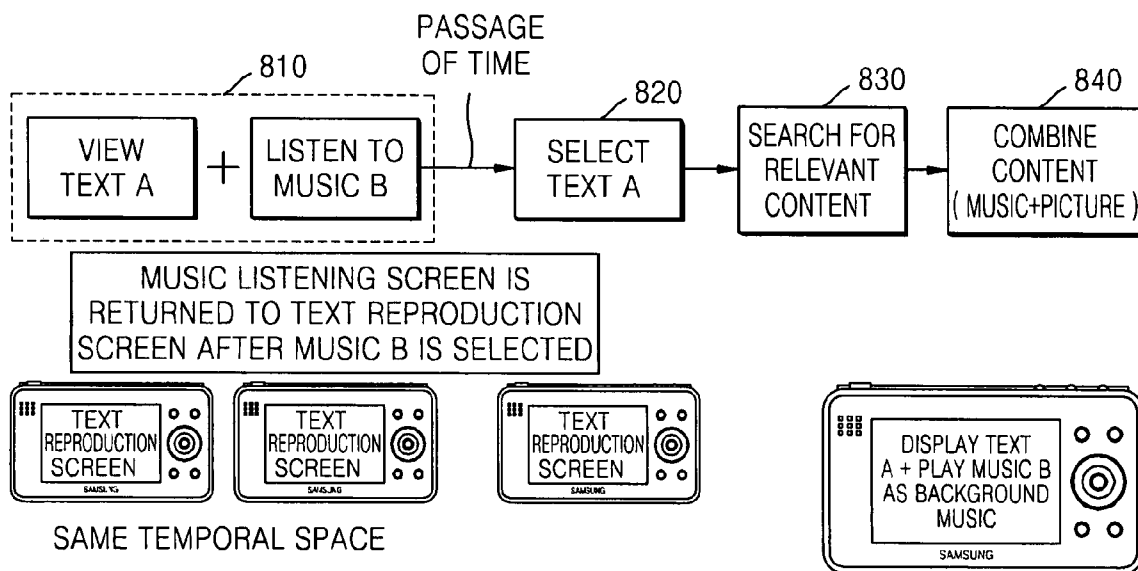 PASSAGE
OF TIME
810
820
830
840
VIEW
TEXT A
+
LISTEN TO
MUSIC B
SELECT
TEXT A
SEARCH FOR
RELEVANT
CONTENT
COMBINE
CONTENT
( MUSIC+PICTURE )
MUSIC LISTENING SCREEN IS
RETURNED TO TEXT REPRODUCTION
SCREEN AFTER MUSIC B IS SELECTED
TEXT
REPRODUCTION
SCREEN
SAMSUNG
TEXT
REPRODUCTION
SCREEN
SAMSUNG
TEXT
REPRODUCTION
SCREEN
SAMSUNG
DISPLAY TEXT
A + PLAY MUSIC B
AS BACKGROUND
MUSIC
SAMSUNG
SAME TEMPORAL SPACE